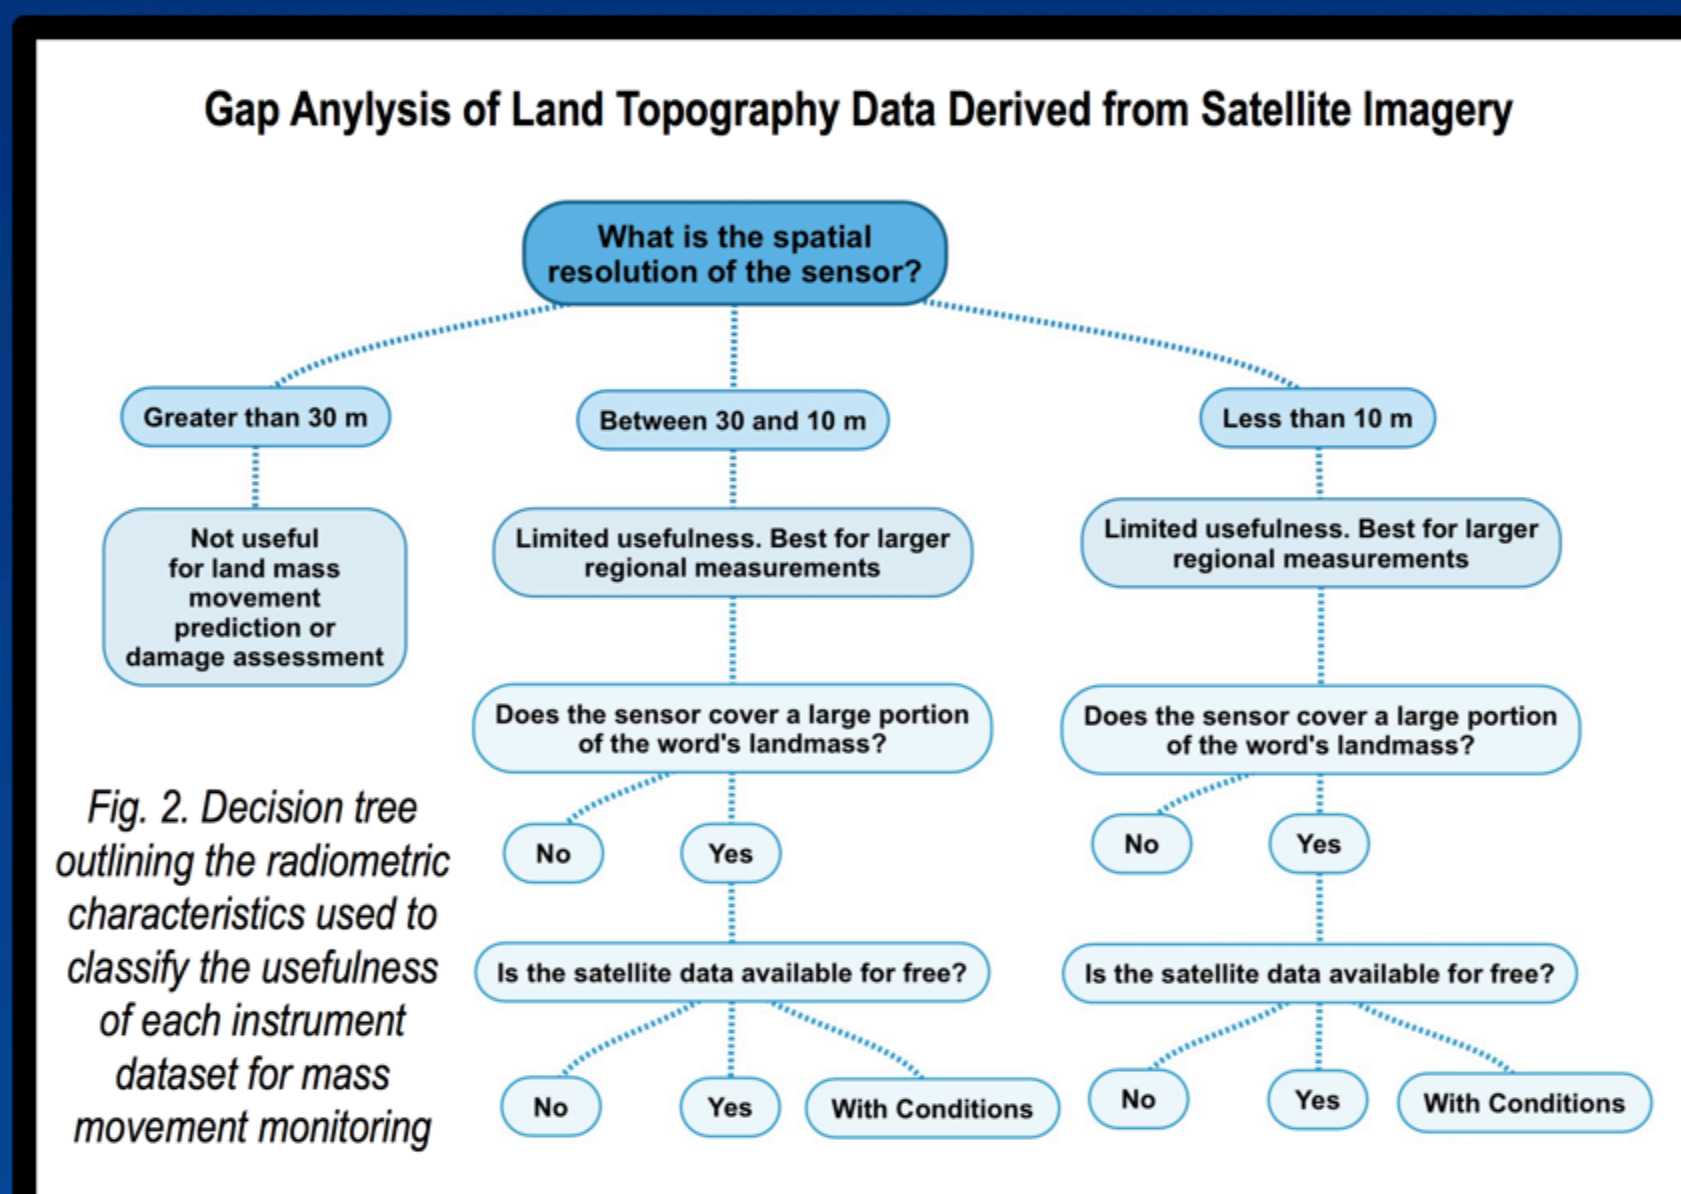 Gap Anylysis of Land Topography Data Derived from Satellite Imagery
What is the spatial
resolution of the sensor?
Greater than 30 m
Between 30 and 10 m
Less than 10 m
Not useful
for land mass
movement
prediction or
damage assessment
Limited usefulness. Best for larger
regional measurements
Limited usefulness. Best for larger
regional measurements
Does the sensor cover a large portion
of the word's landmass?
Does the sensor cover a large portion
of the word's landmass?
No
Yes
No
Yes
Is the satellite data available for free?
Is the satellite data available for free?
No
Yes
With Conditions
No
Yes
With Conditions
Fig. 2. Decision tree
outlining the radiometric
characteristics used to
classify the usefulness
of each instrument
dataset for mass
movement monitoring